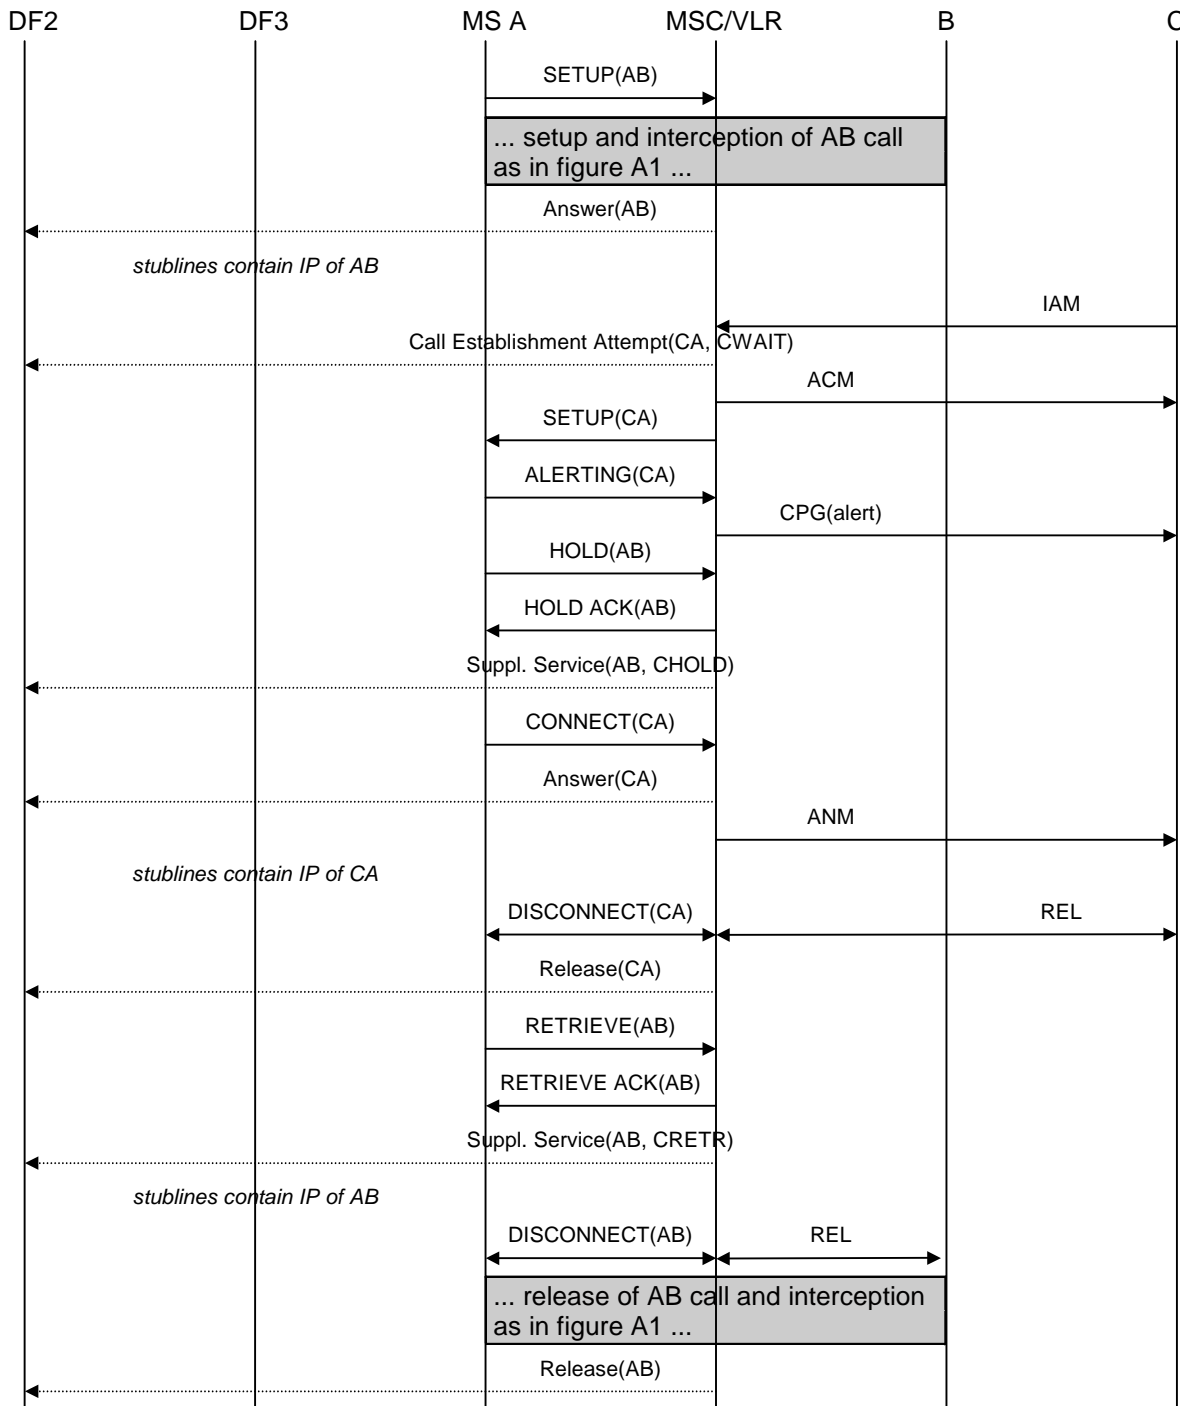 DF2 DF3 MS A MSC/VLR B C
SETUP(AB)
... setup and interception of AB call
as in figure A1 ...
Answer(AB)
stublines contain IP of AB
IAM
Call Establishment Attempt(CA, CWAIT)
ACM
SETUP(CA)
ALERTING(CA)
CPG(alert)
HOLD(AB)
HOLD ACK(AB)
Suppl. Service(AB, CHOLD)
CONNECT(CA)
Answer(CA)
ANM
stublines contain IP of CA
DISCONNECT(CA) REL
Release(CA)
RETRIEVE(AB)
RETRIEVE ACK(AB)
Suppl. Service(AB, CRETR)
stublines contain IP of AB
DISCONNECT(AB) REL
... release of AB call and interception
as in figure A1 ...
Release(AB)